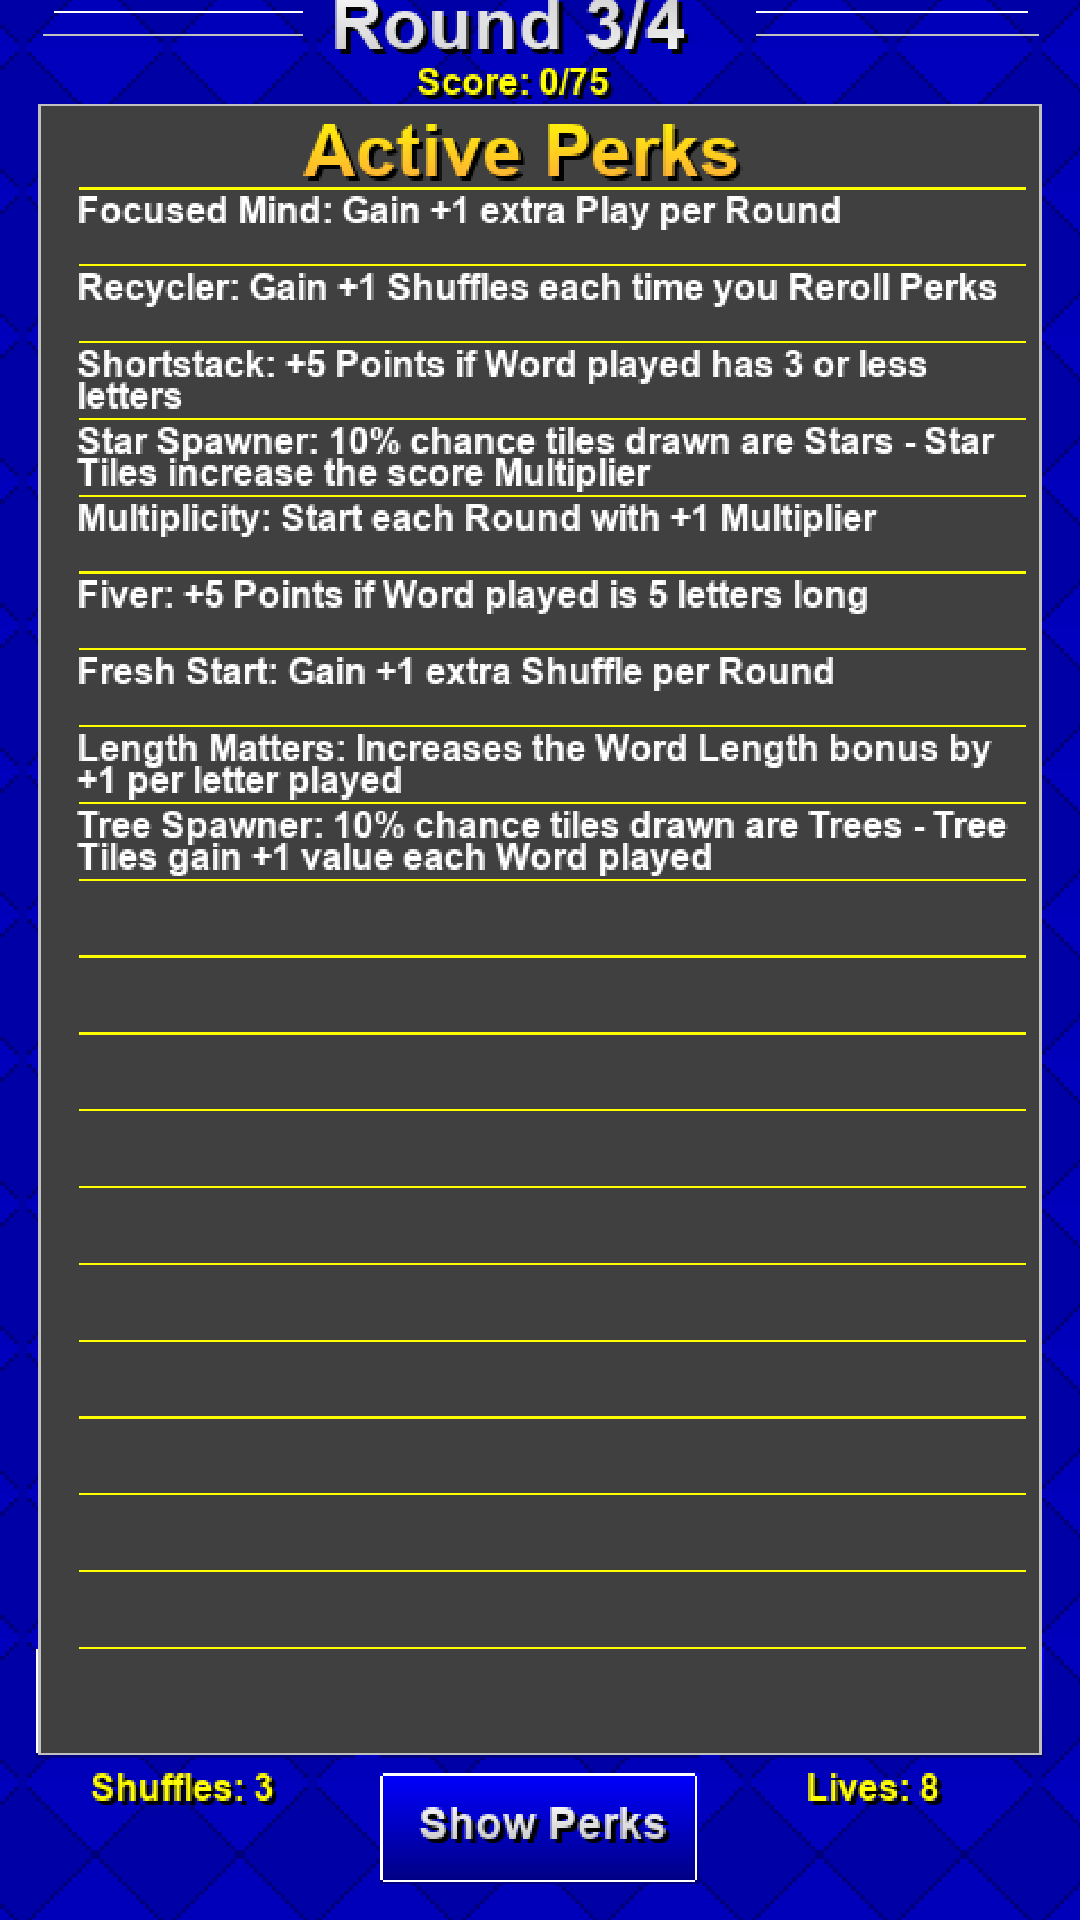 Round 3/4
Score: 0/75
Active Perks
Focused Mind: Gain +1 extra Play per Round
Recycler: Gain +1 Shuffles each time you Reroll Perks
Shortstack: +5 Points if Word played has 3 or less
letters
Star Spawner: 10% chance tiles drawn are Stars - Star
Tiles increase the score Multiplier
Multiplicity: Start each Round with +1 Multiplier
Fiver: +5 Points if Word played is 5 letters long
Fresh Start: Gain +1 extra Shuffle per Round
Length Matters: Increases the Word Length bonus by
+1 per letter played
Tree Spawner: 10% chance tiles drawn are Trees - Tree
Tiles gain +1 value each Word played
Shuffles: 3
Show Perks
Lives: 8